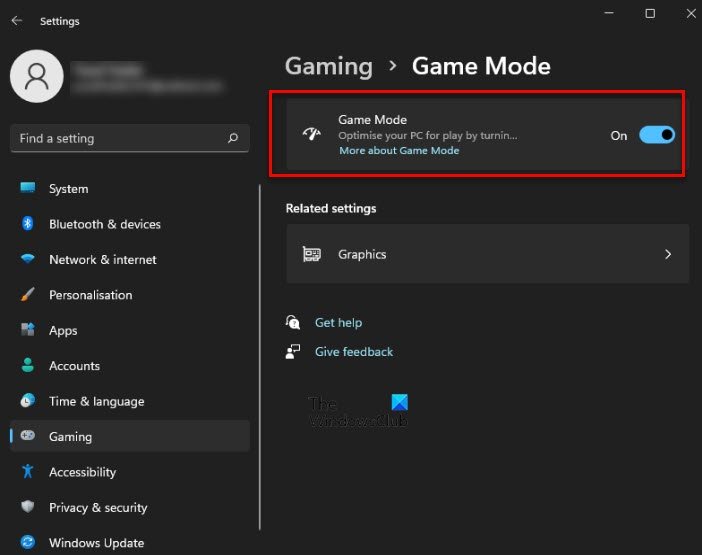 Settings
Find a setting
System
Bluetooth & devices
Network & internet
Personalisation
Apps
Accounts
Time & language
Gaming
Accessibility
Privacy & security
Windows Update
Gaming > Game Mode
Game Mode
Optimise your PC for play by turnin...
More about Game Mode
On
Related settings
Graphics
Get help
Give feedback
The
WindowsClub